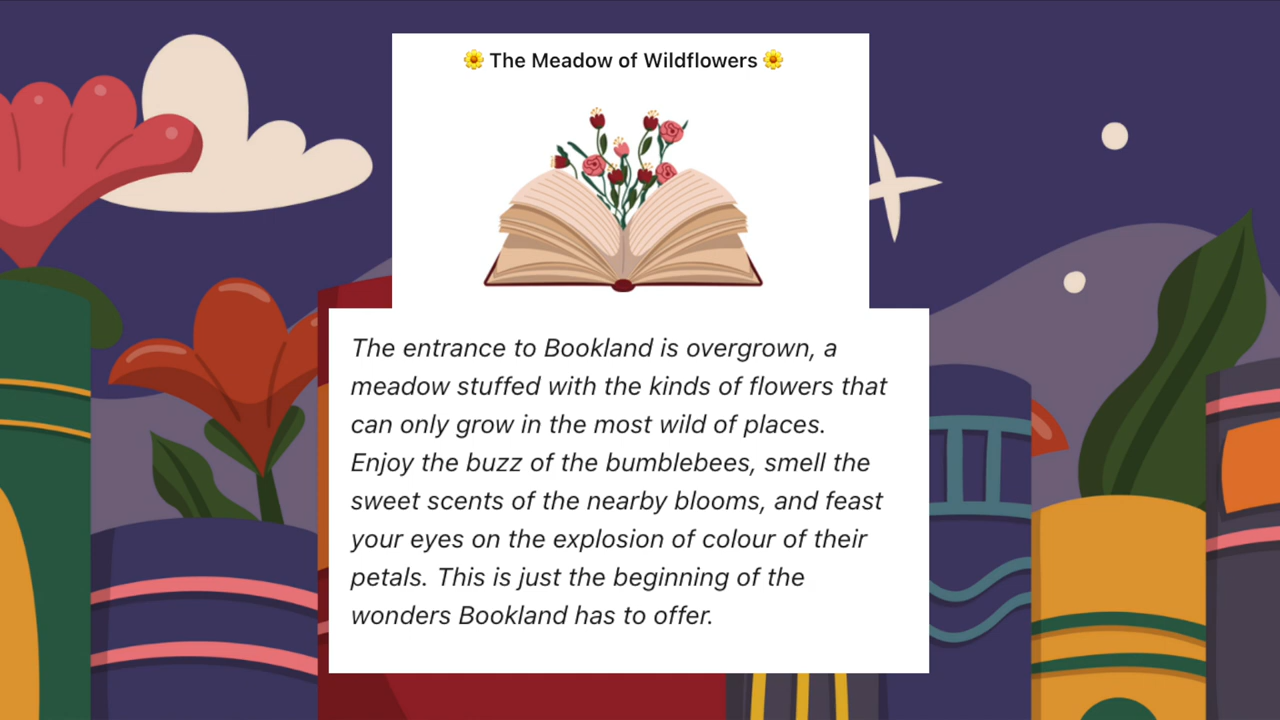 🌼 The Meadow of Wildflowers 🌼
The entrance to Bookland is overgrown, a
meadow stuffed with the kinds of flowers that
can only grow in the most wild of places.
Enjoy the buzz of the bumblebees, smell the
sweet scents of the nearby blooms, and feast
your eyes on the explosion of colour of their
petals. This is just the beginning of the
wonders Bookland has to offer.